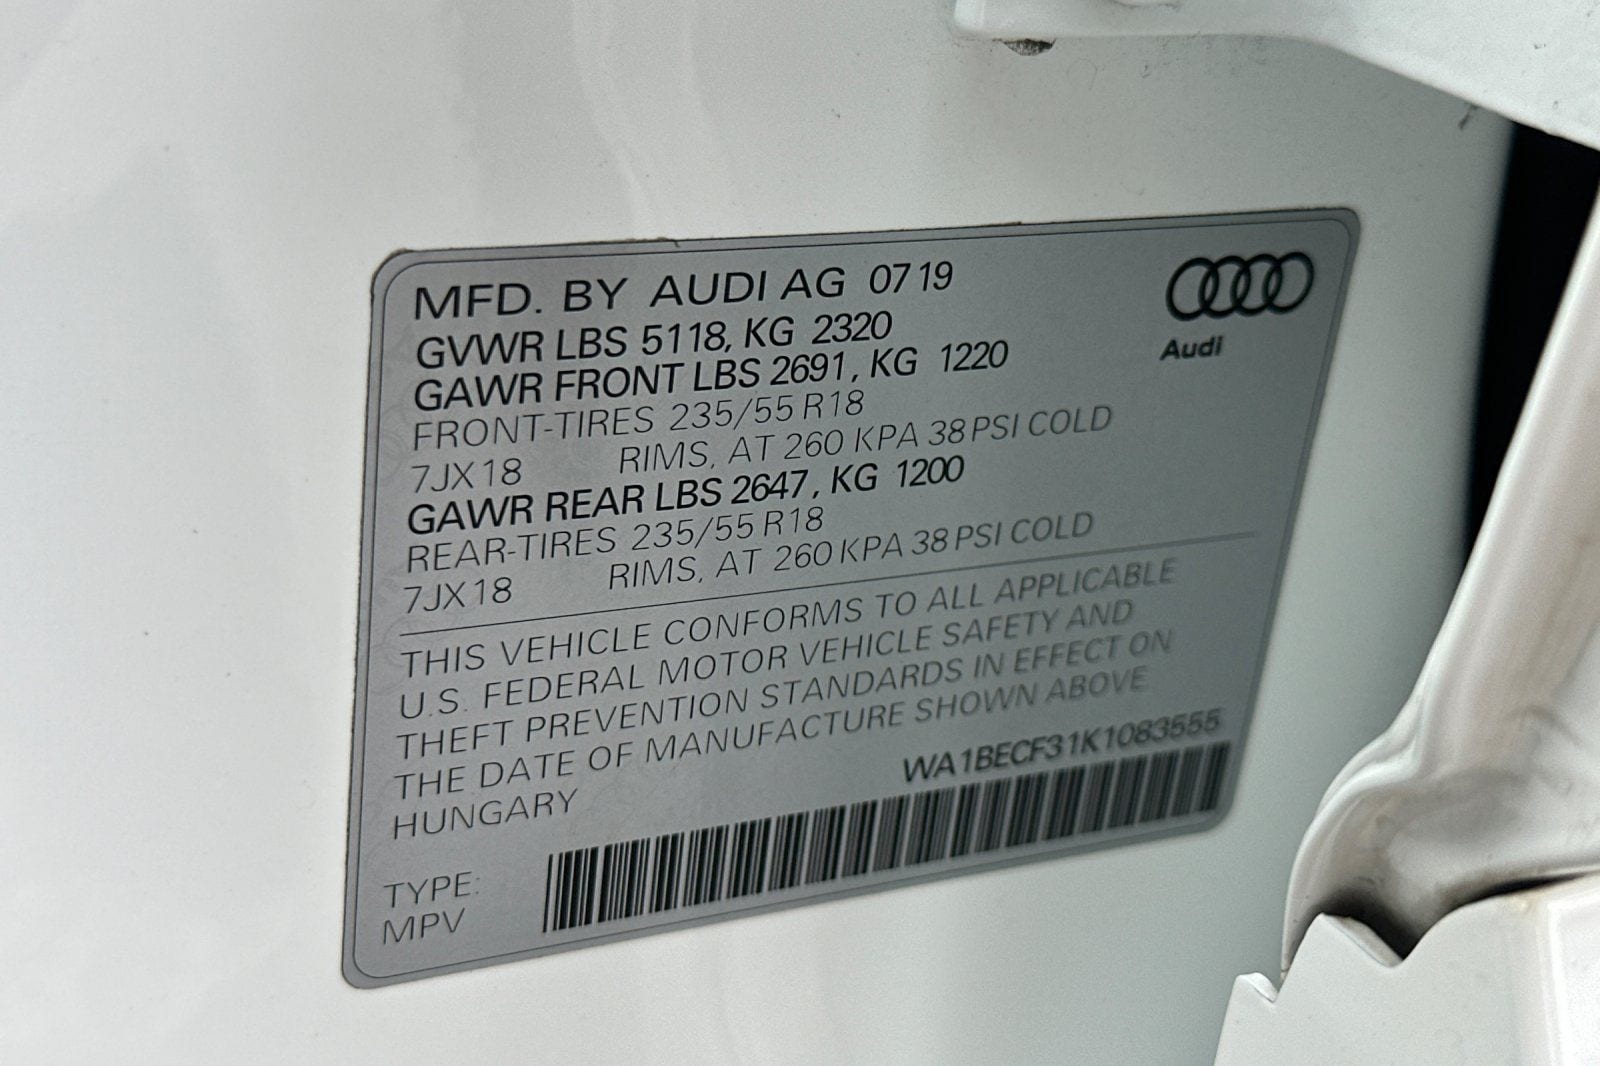 MFD. BY AUDI AG 0719
GVWR LBS 5118, KG 2320
GAWR FRONT LBS 2691, KG 1220
FRONT-TIRES 235/55 R18
7JX18 RIMS, AT 260 KPA 38 PSI COLD
GAWR REAR LBS 2647, KG 1200
REAR-TIRES 235/55 R18
7JX18 RIMS, AT 260 KPA 38 PSI COLD
Audi
THIS VEHICLE CONFORMS TO ALL APPLICABLE
U.S. FEDERAL MOTOR VEHICLE SAFETY AND
THEFT PREVENTION STANDARDS IN EFFECT ON
THE DATE OF MANUFACTURE SHOWN ABOVE
HUNGARY
WA1BECF31K1083555
TYPE:
MPV